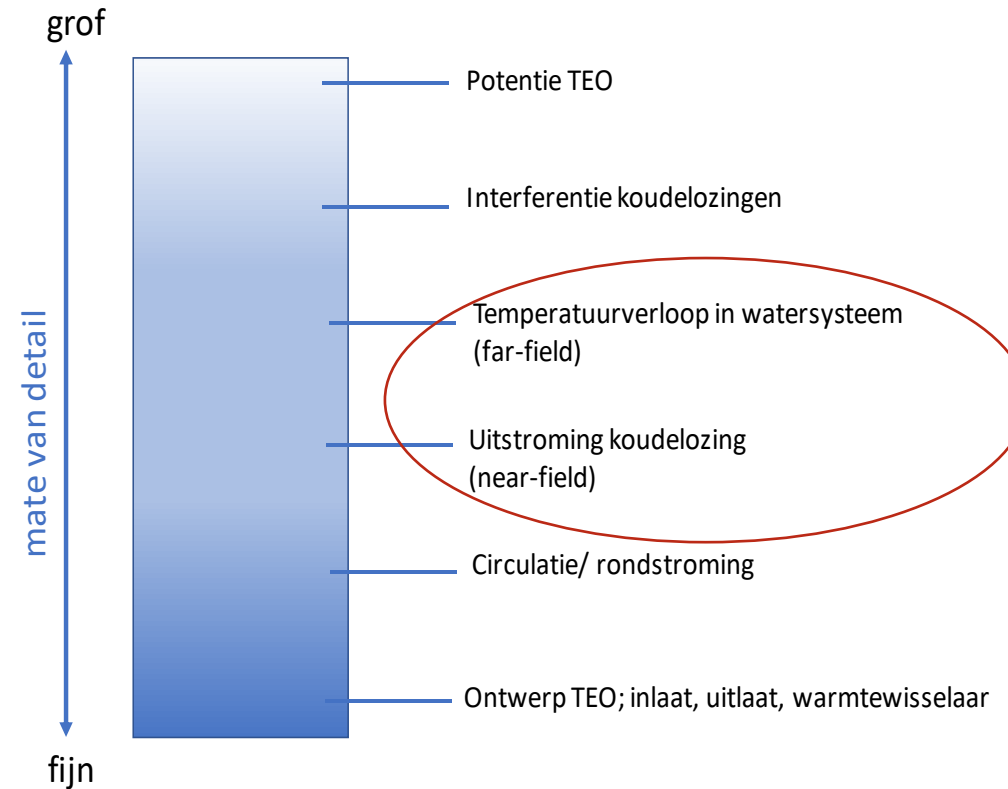 grof
Potentie TEO
Interferentie koudelozingen
Temperatuurverloop in watersysteem
(far-field)
mate van detail
Uitstroming koudelozing
(near-field)
Circulatie/ rondstroming
Ontwerp TEO; inlaat, uitlaat, warmtewisselaar
fijn